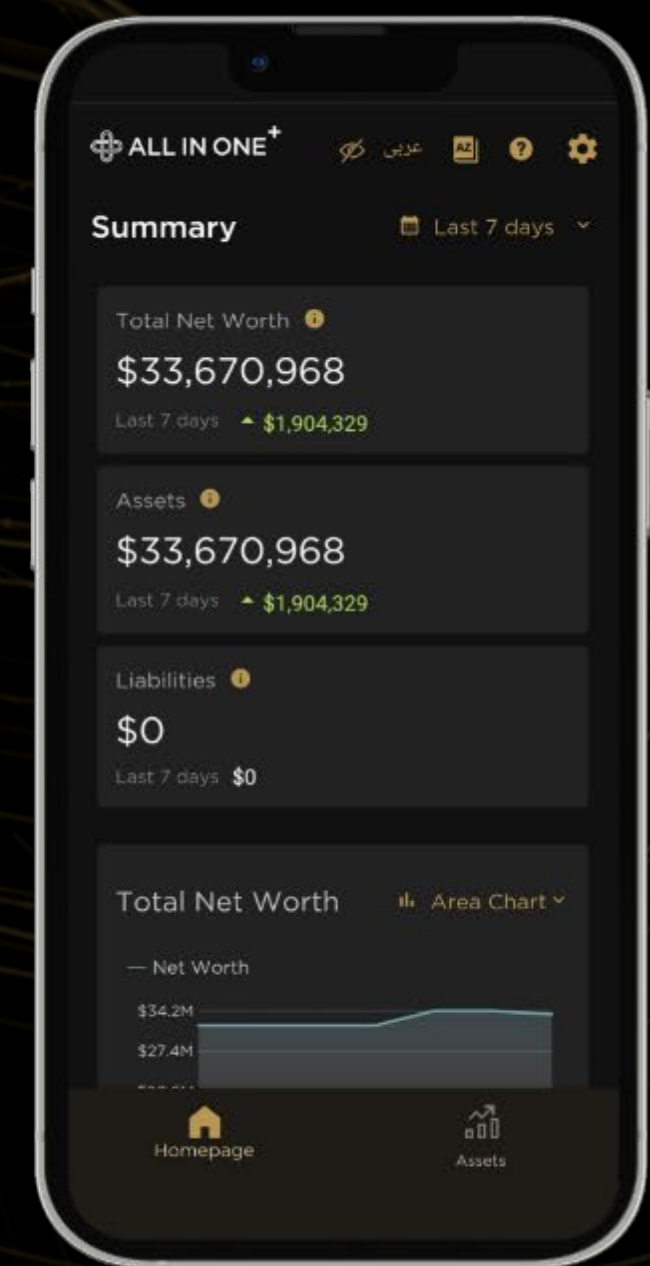 ALL IN ONE+ عربي AZ ?
Summary Last 7 days
Total Net Worth i
$33,670,968
Last 7 days $1,904,329
Assets i
$33,670,968
Last 7 days $1,904,329
Liabilities i
$0
Last 7 days $0
Total Net Worth Area Chart
Net Worth
$34.2M
$27.4M
Homepage Assets